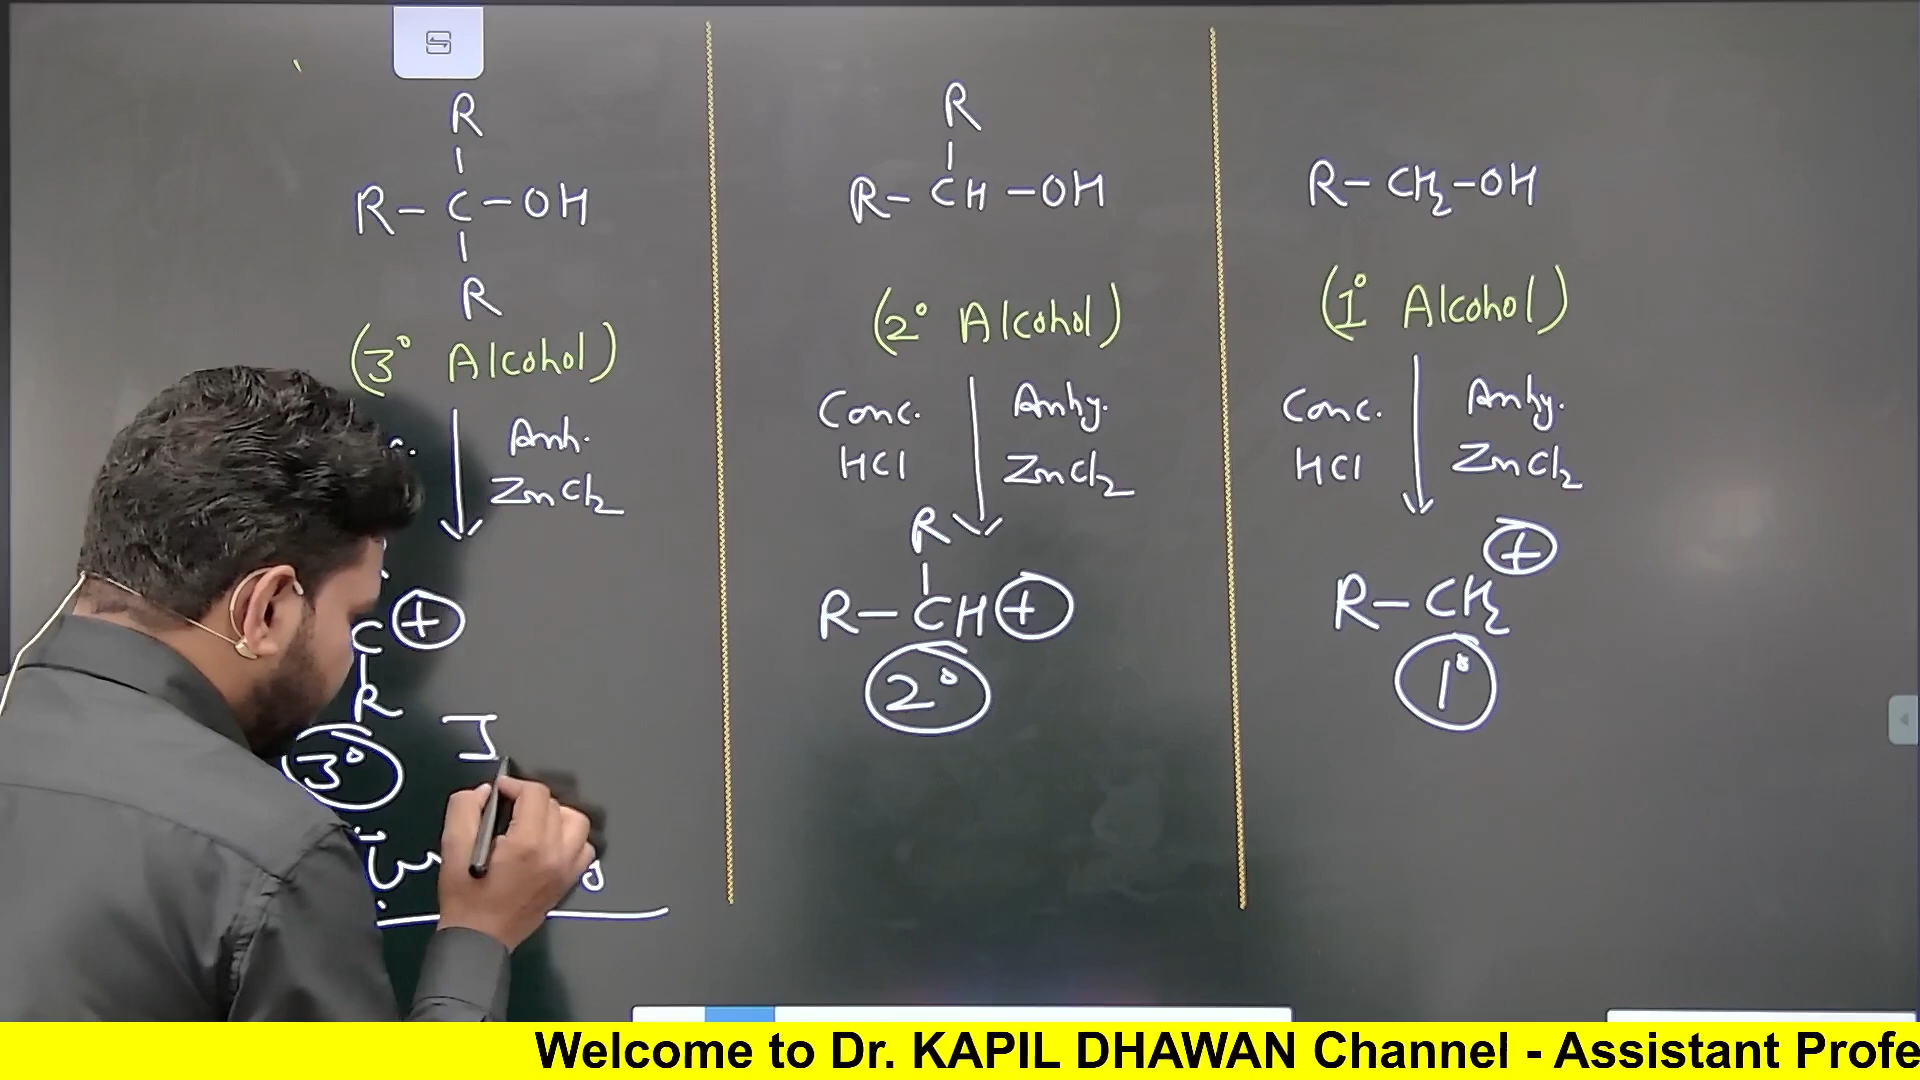 R
|
R – C – OH
|
R
(3° Alcohol)
Anh.
ZnCl2
C +
|
R
3°
I
R
|
R – CH – OH
(2° Alcohol)
Conc. Anhy.
HCl ZnCl2
R
|
R – CH +
2°
R – CH2 – OH
(1° Alcohol)
Conc. Anhy.
HCl ZnCl2
+
R – CH2
1°
Welcome to Dr. KAPIL DHAWAN Channel - Assistant Profe